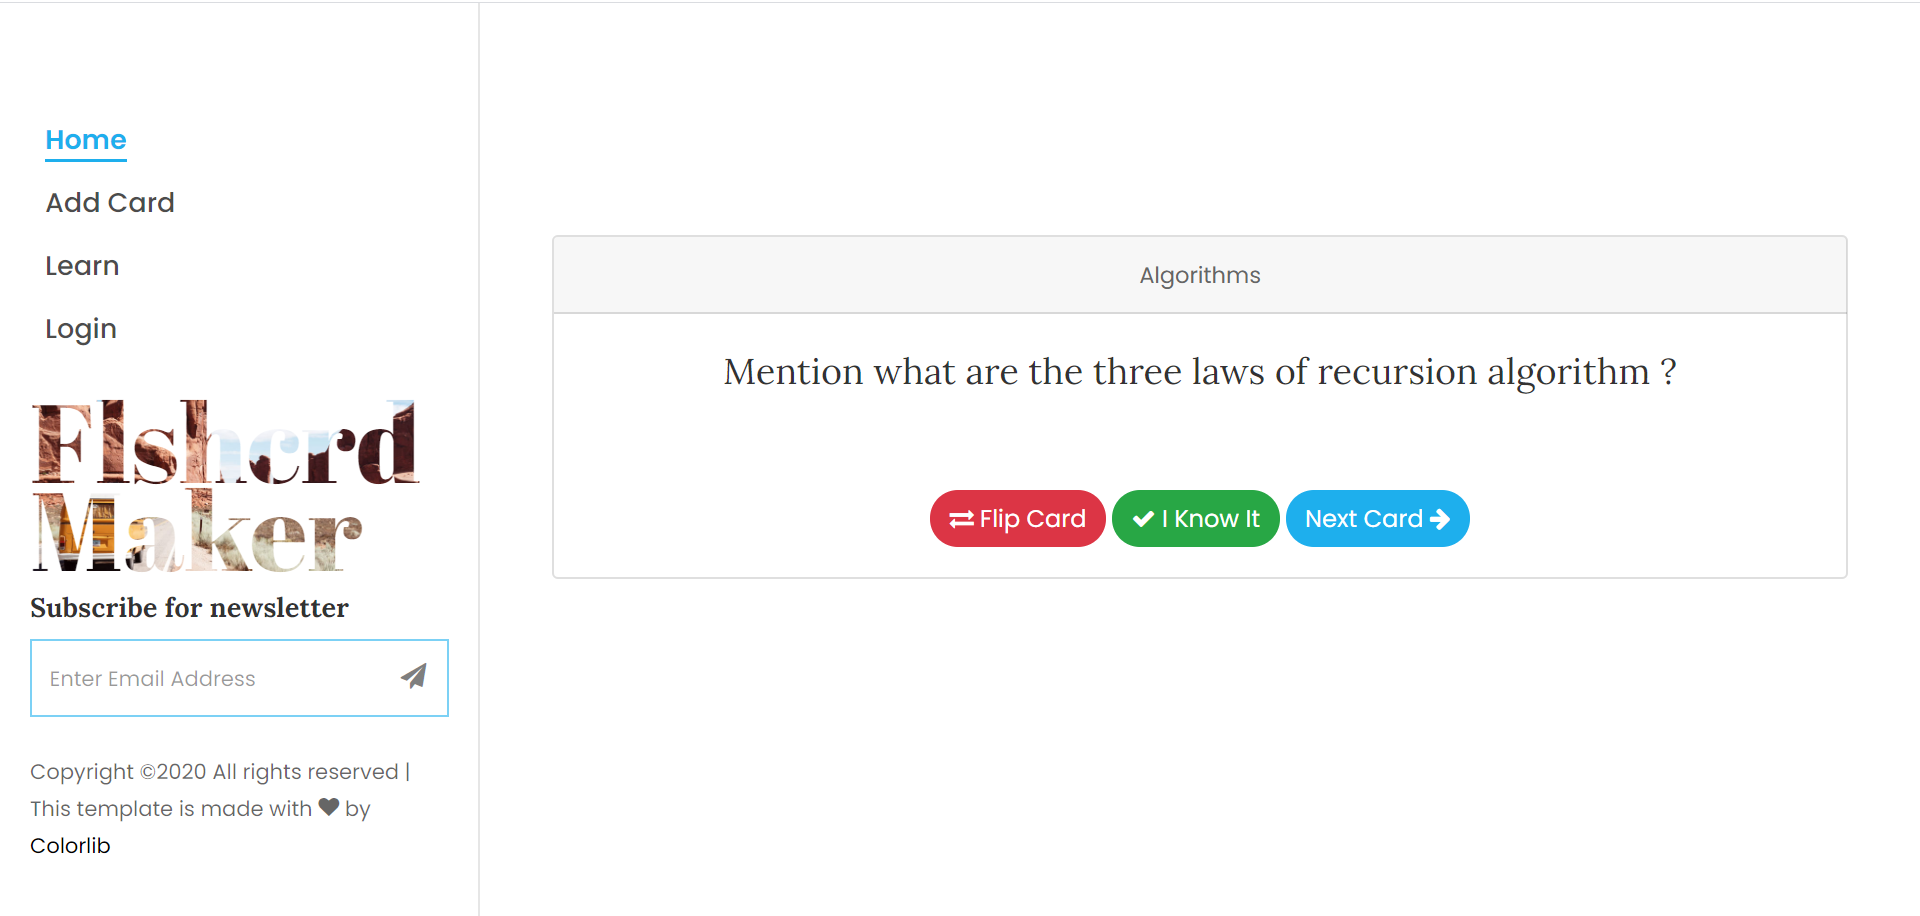 Home
Add Card
Learn
Login
Flshcrd
Maker
Subscribe for newsletter
Enter Email Address
Copyright ©2020 All rights reserved |
This template is made with ♥ by
Colorlib
Algorithms
Mention what are the three laws of recursion algorithm ?
Flip Card
I Know It
Next Card